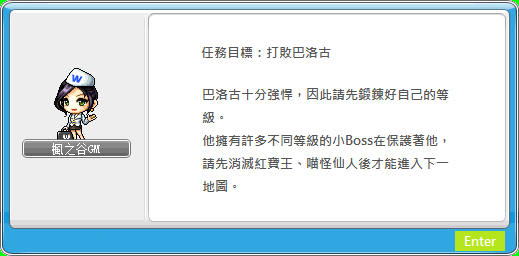 任務目標：打敗巴洛古
巴洛古十分強悍，因此請先鍛鍊好自己的等
級。
他擁有許多不同等級的小Boss在保護著他，
請先消滅紅寶王、喵怪仙人後才能進入下一
地圖。
W
楓之谷GM
Enter